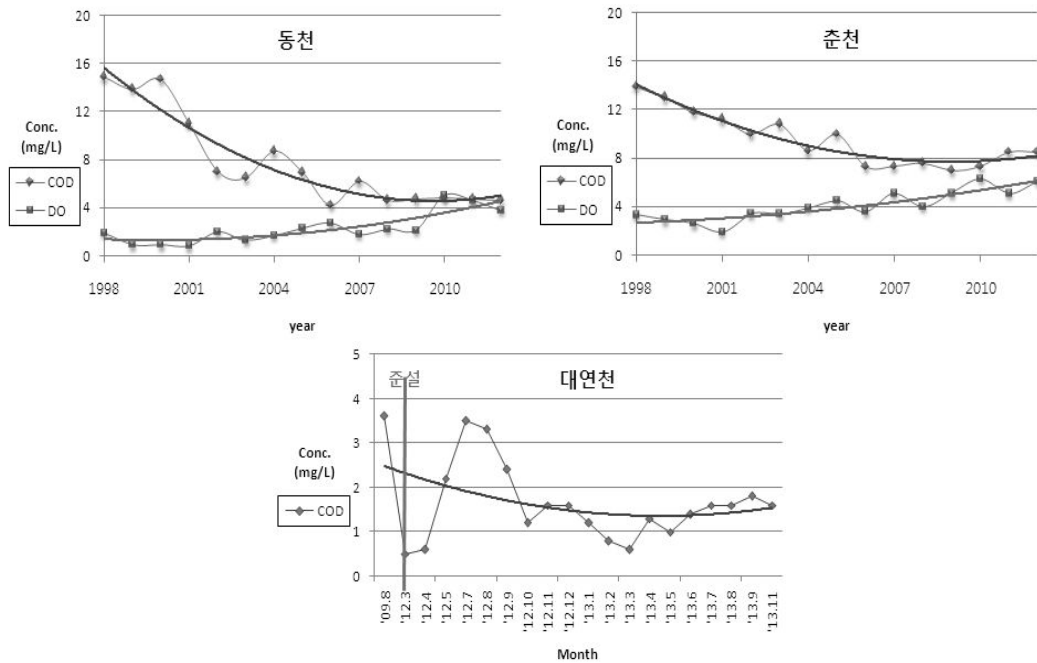 동천
20
16
12
8
4
0
Conc.
(mg/L)
COD
DO
1998 2001 2004 2007 2010
year
춘천
20
16
12
8
4
0
Conc.
(mg/L)
COD
DO
1998 2001 2004 2007 2010
year
대연천
준설
5
4
3
2
1
0
Conc.
(mg/L)
COD
'09.8 '12.3 '12.4 '12.5 '12.7 '12.8 '12.9 '12.10 '12.11 '12.12 '13.1 '13.2 '13.3 '13.4 '13.5 '13.6 '13.7 '13.8 '13.9 '13.11
Month